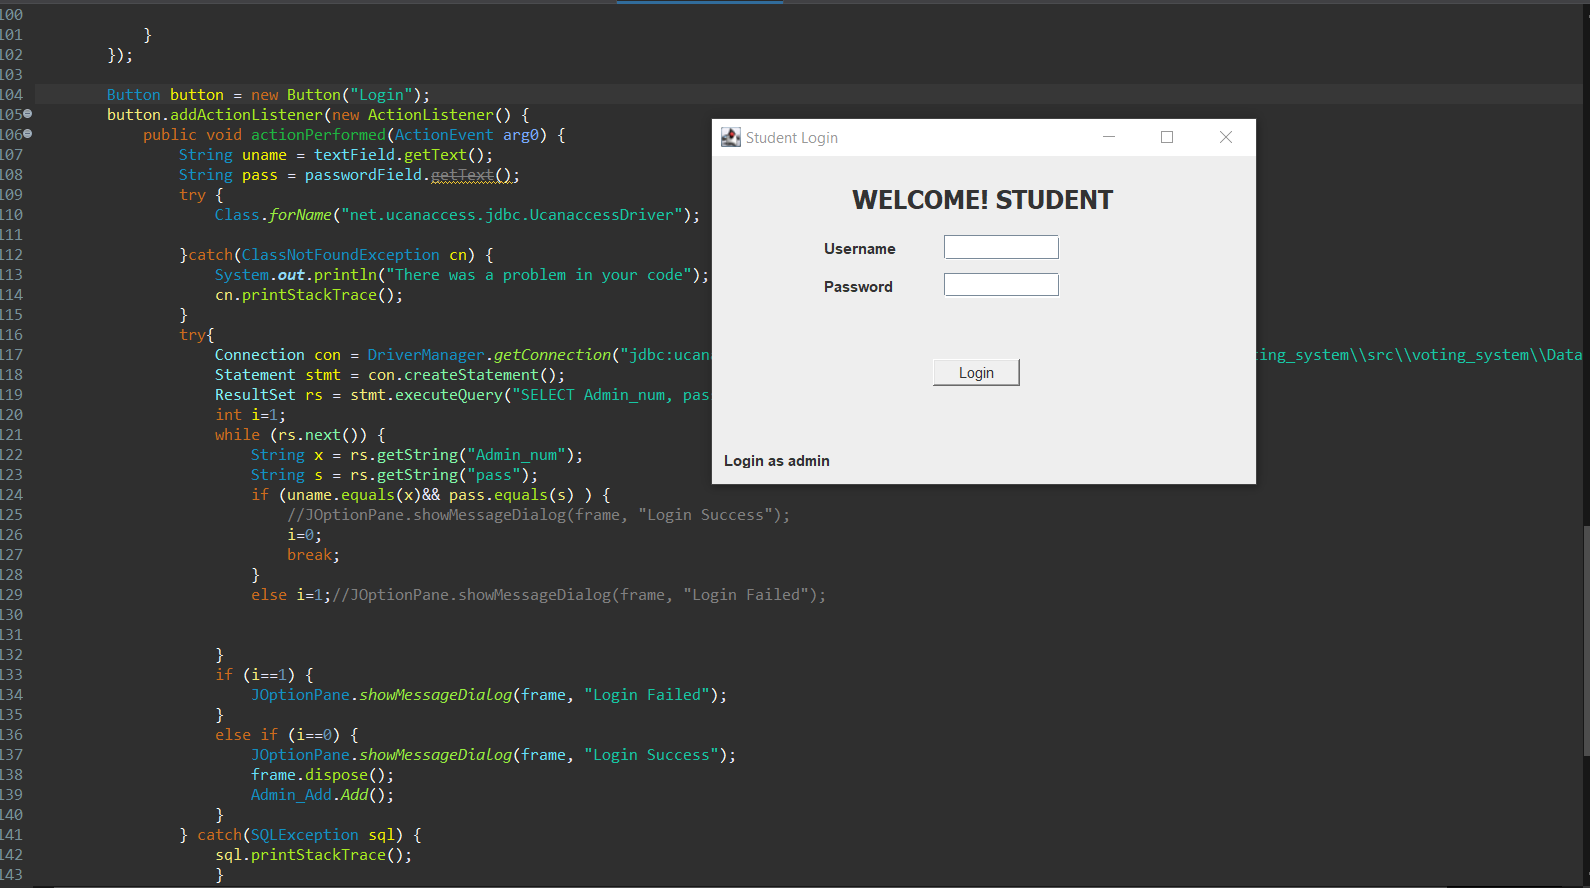 100
101 }
102 });
103
104 Button button = new Button("Login");
105 button.addActionListener(new ActionListener() {
106 public void actionPerformed(ActionEvent arg0) {
107 String uname = textField.getText();
108 String pass = passwordField.getText();
109 try {
110 Class.forName("net.ucanaccess.jdbc.UcanaccessDriver");
111
112 }catch(ClassNotFoundException cn) {
113 System.out.println("There was a problem in your code");
114 cn.printStackTrace();
115 }
116 try{
117 Connection con = DriverManager.getConnection("jdbc:ucan ting_system\\src\\voting_system\\Data
118 Statement stmt = con.createStatement();
119 ResultSet rs = stmt.executeQuery("SELECT Admin_num, pas
120 int i=1;
121 while (rs.next()) {
122 String x = rs.getString("Admin_num");
123 String s = rs.getString("pass");
124 if (uname.equals(x)&& pass.equals(s) ) {
125 //JOptionPane.showMessageDialog(frame, "Login Success");
126 i=0;
127 break;
128 }
129 else i=1;//JOptionPane.showMessageDialog(frame, "Login Failed");
130
131
132 }
133 if (i==1) {
134 JOptionPane.showMessageDialog(frame, "Login Failed");
135 }
136 else if (i==0) {
137 JOptionPane.showMessageDialog(frame, "Login Success");
138 frame.dispose();
139 Admin_Add.Add();
140 }
141 } catch(SQLException sql) {
142 sql.printStackTrace();
143 }
Student Login
WELCOME! STUDENT
Username
Password
Login
Login as admin